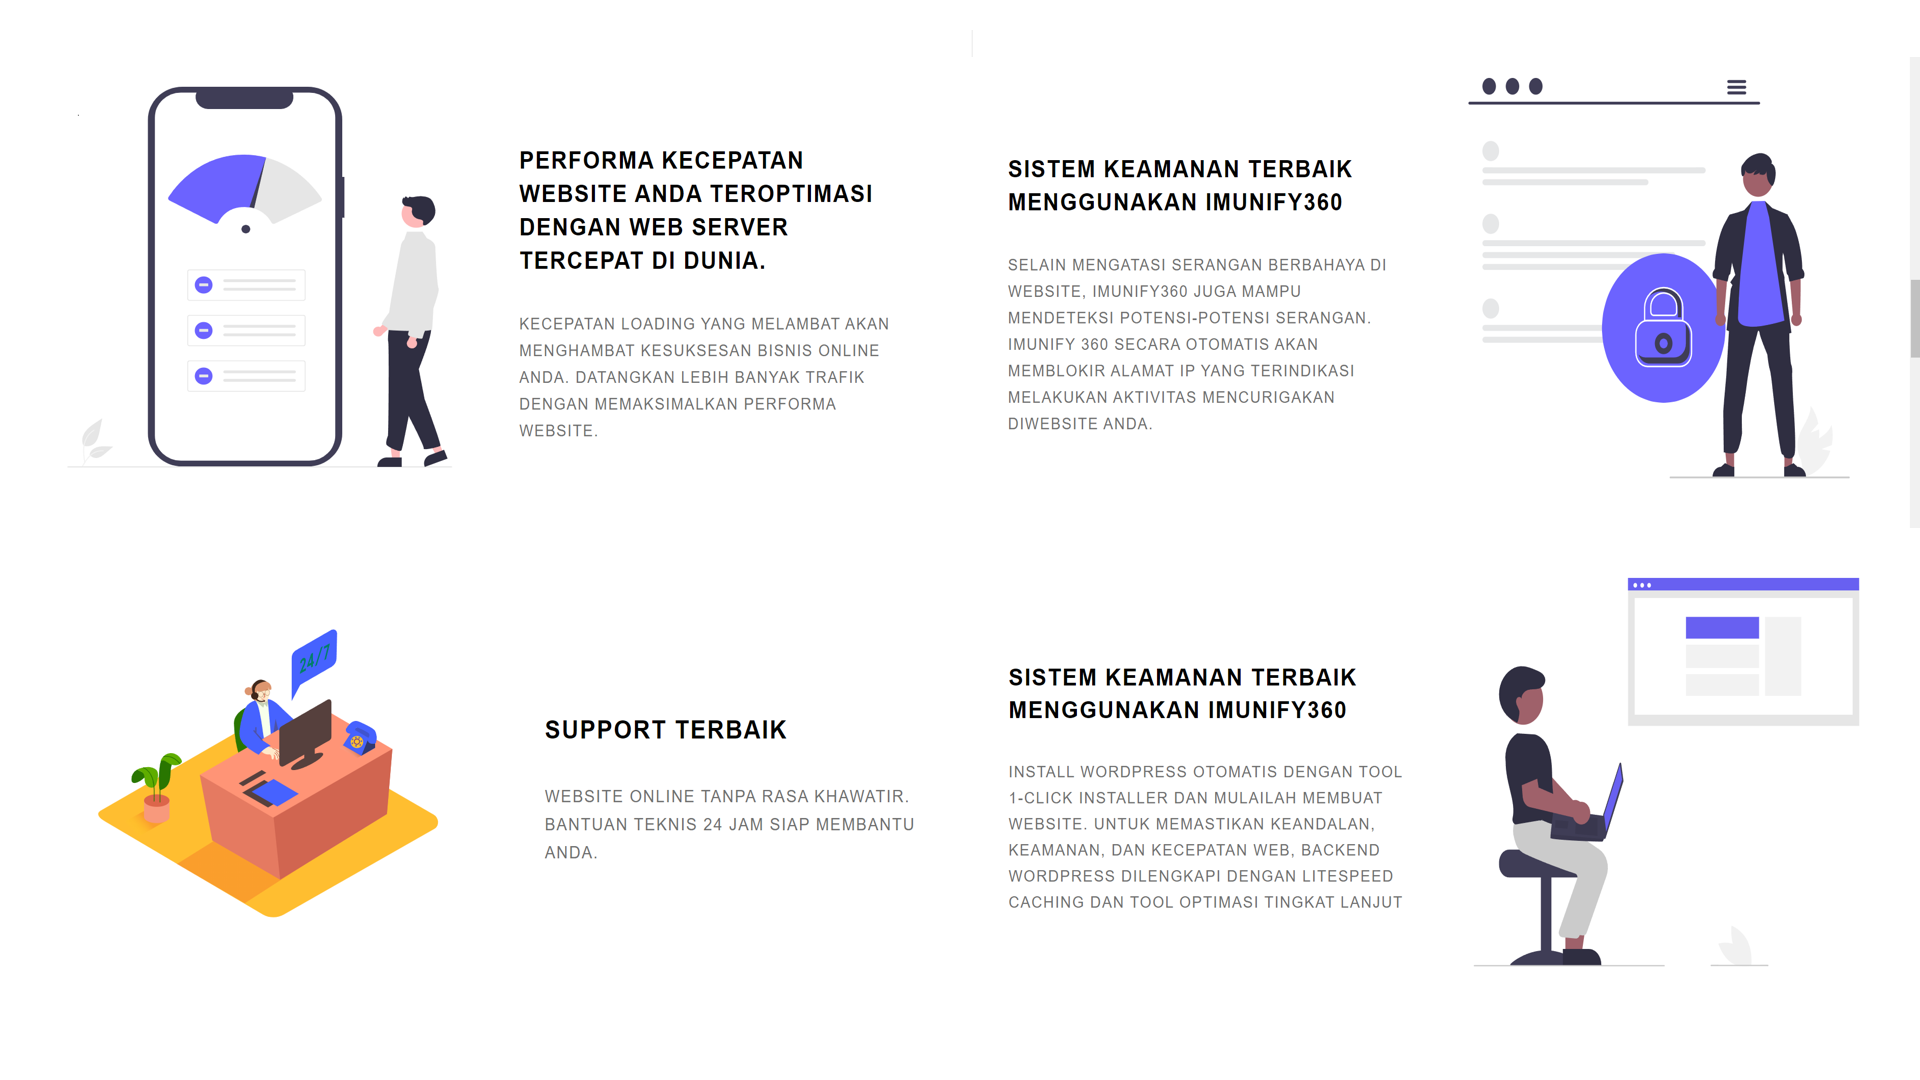 PERFORMA KECEPATAN
WEBSITE ANDA TEROPTIMASI
DENGAN WEB SERVER
TERCEPAT DI DUNIA.
KECEPATAN LOADING YANG MELAMBAT AKAN
MENGHAMBAT KESUKSESAN BISNIS ONLINE
ANDA. DATANGKAN LEBIH BANYAK TRAFIK
DENGAN MEMAKSIMALKAN PERFORMA
WEBSITE.
SISTEM KEAMANAN TERBAIK
MENGGUNAKAN IMUNIFY360
SELAIN MENGATASI SERANGAN BERBAHAYA DI
WEBSITE, IMUNIFY360 JUGA MAMPU
MENDETEKSI POTENSI-POTENSI SERANGAN.
IMUNIFY 360 SECARA OTOMATIS AKAN
MEMBLOKIR ALAMAT IP YANG TERINDIKASI
MELAKUKAN AKTIVITAS MENCURIGAKAN
DIWEBSITE ANDA.
24/7
SUPPORT TERBAIK
WEBSITE ONLINE TANPA RASA KHAWATIR.
BANTUAN TEKNIS 24 JAM SIAP MEMBANTU
ANDA.
SISTEM KEAMANAN TERBAIK
MENGGUNAKAN IMUNIFY360
INSTALL WORDPRESS OTOMATIS DENGAN TOOL
1-CLICK INSTALLER DAN MULAILAH MEMBUAT
WEBSITE. UNTUK MEMASTIKAN KEANDALAN,
KEAMANAN, DAN KECEPATAN WEB, BACKEND
WORDPRESS DILENGKAPI DENGAN LITESPEED
CACHING DAN TOOL OPTIMASI TINGKAT LANJUT